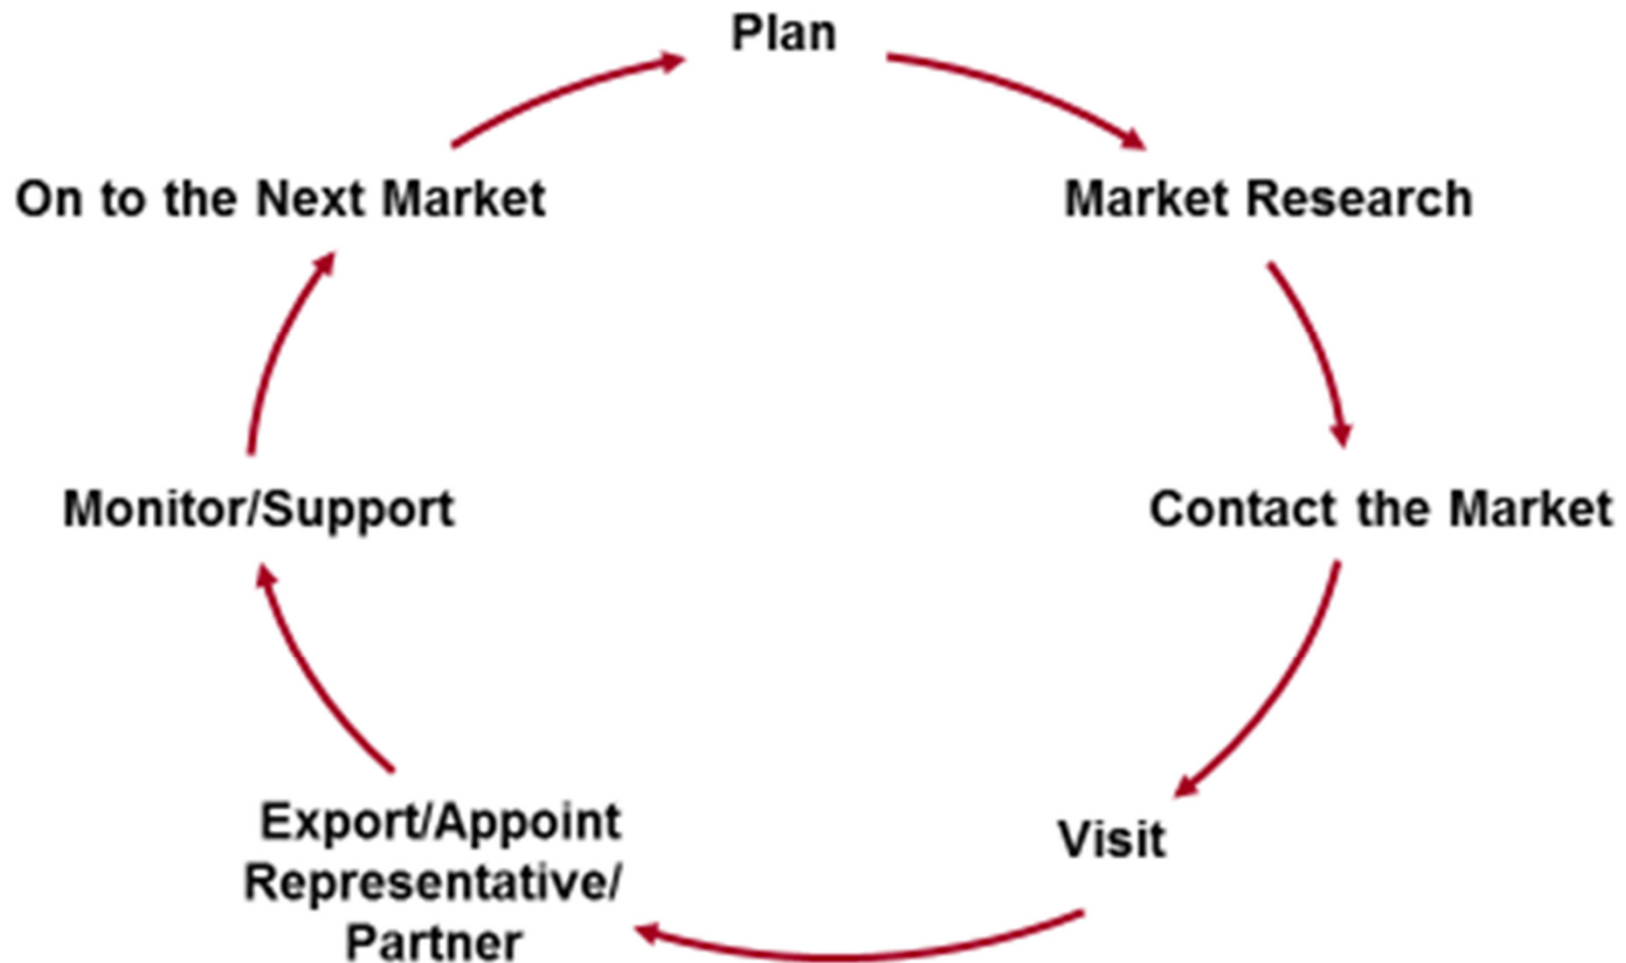 Plan
Market Research
Contact the Market
Visit
Export/Appoint
Representative/
Partner
Monitor/Support
On to the Next Market